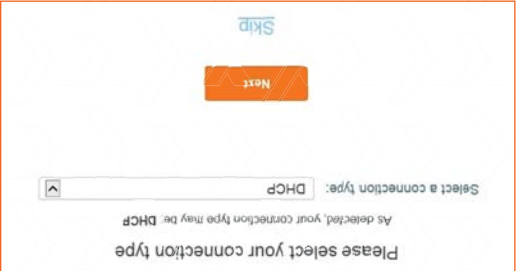 Please select your connection type
As detected, your connection type may be: DHCP
Select a connection type: DHCP
Next
Skip